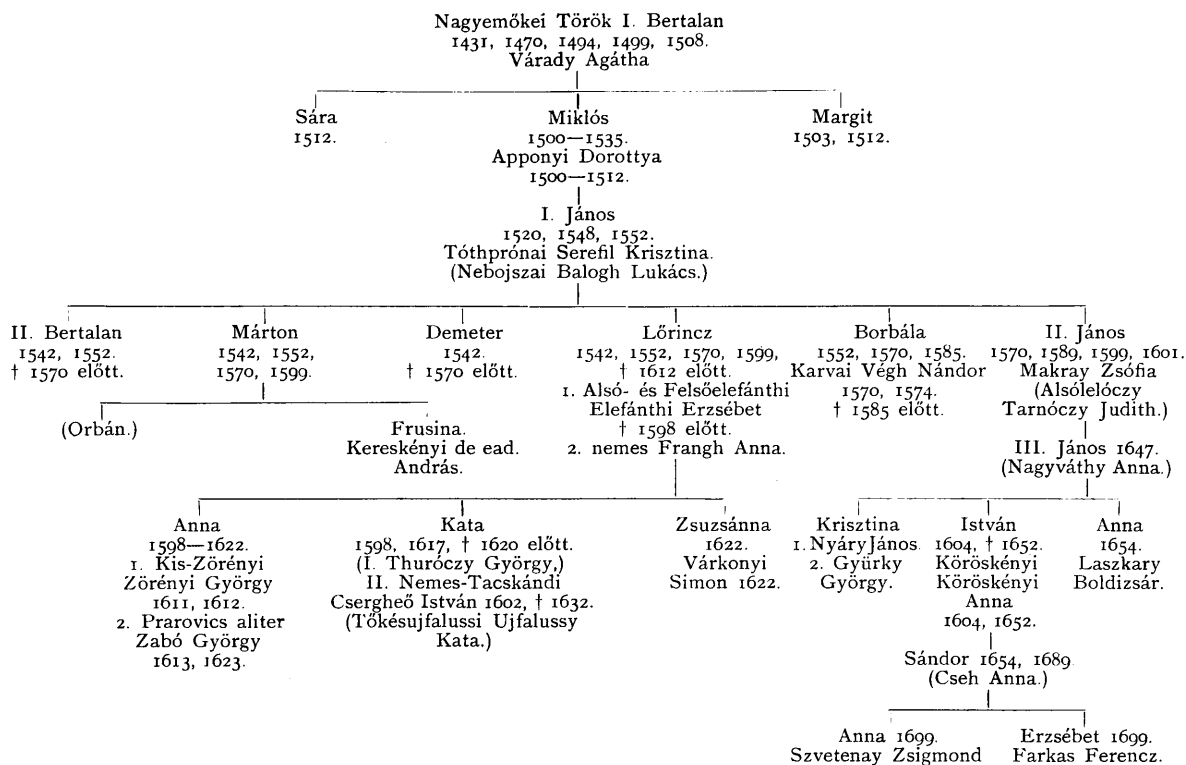 Nagyemőkei Török I. Bertalan
1431, 1470, 1494, 1499, 1508.
Várady Agátha
Sára
1512.
Miklós
1500—1535.
Apponyi Dorottya
1500—1512.
Margit
1503, 1512.
I. János
1520, 1548, 1552.
Tóthprónai Serefil Krisztina.
(Nebojszai Balogh Lukács.)
II. Bertalan
1542, 1552.
† 1570 előtt.
Márton
1542, 1552,
1570, 1599.
Demeter
1542.
† 1570 előtt.
Lőrincz
1542, 1552, 1570, 1599,
† 1612 előtt.
1. Alsó- és Felsőelefánthi
Elefánthi Erzsébet
† 1598 előtt.
2. nemes Frangh Anna.
Borbála
1552, 1570, 1585.
Karvai Végh Nándor
1570, 1574.
† 1585 előtt.
II. János
1570, 1589, 1599, 1601.
Makray Zsófia
(Alsólelóczy
Tarnóczy Judith.)
(Orbán.)
Frusina.
Kereskényi de ead.
András.
III. János 1647.
(Nagyváthy Anna.)
Anna
1598—1622.
1. Kis-Zörényi
Zörényi György
1611, 1612.
2. Prarovics aliter
Zabó György
1613, 1623.
Kata
1598, 1617, † 1620 előtt.
(I. Thuróczy György,)
II. Nemes-Tacskándi
Csergheő István 1602, † 1632.
(Tőkésujfalussi Ujfalussy
Kata.)
Zsuzsánna
1622.
Várkonyi
Simon 1622.
Krisztina
1. Nyáry János.
2. Gyürky
György.
István
1604, † 1652.
Köröskényi
Köröskényi
Anna
1604, 1652.
Anna
1654.
Laszkary
Boldizsár.
Sándor 1654, 1689.
(Cseh Anna.)
Anna 1699.
Szvetenay Zsigmond
Erzsébet 1699.
Farkas Ferencz.